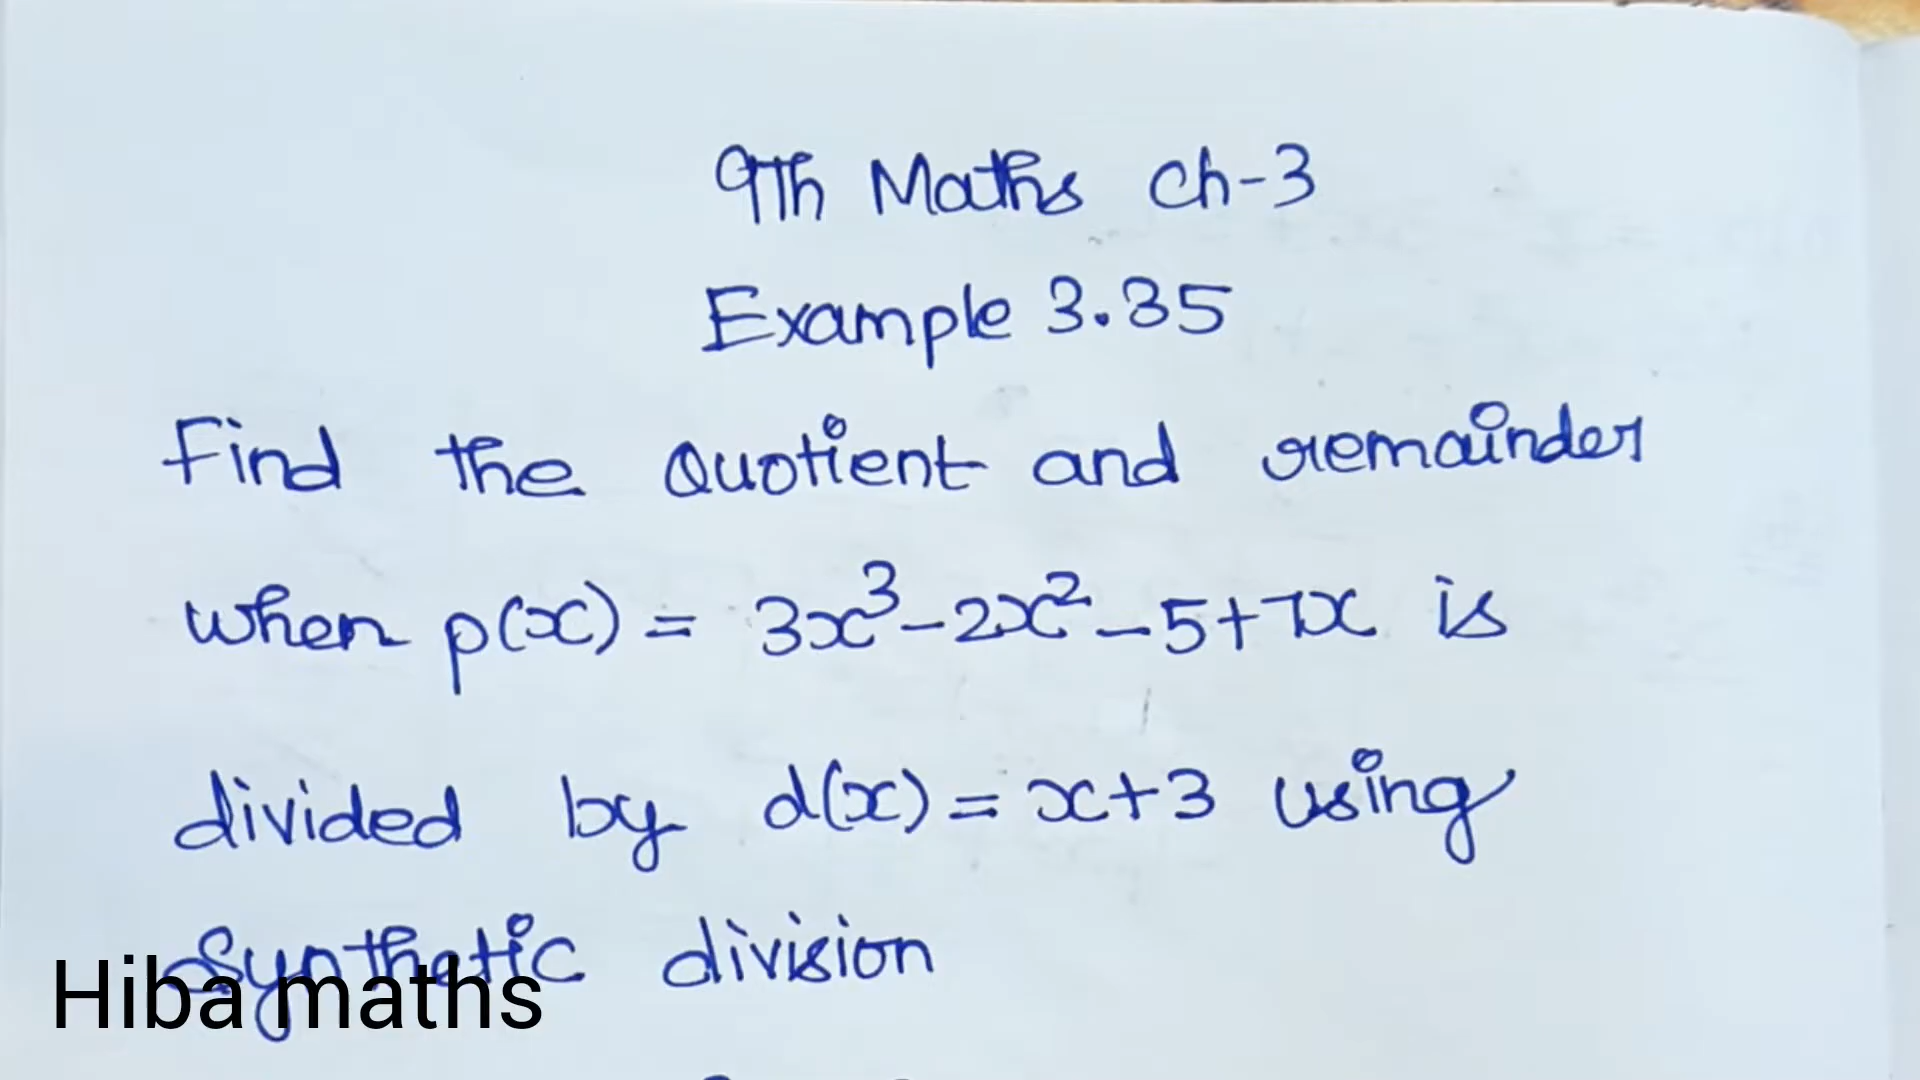 9Th Maths Ch-3
Example 3.35
Find the Quotient and remainder
when p(x) = 3x³-2x²-5+7x is
divided by d(x) = x+3 using
Synthetic division
Hiba maths